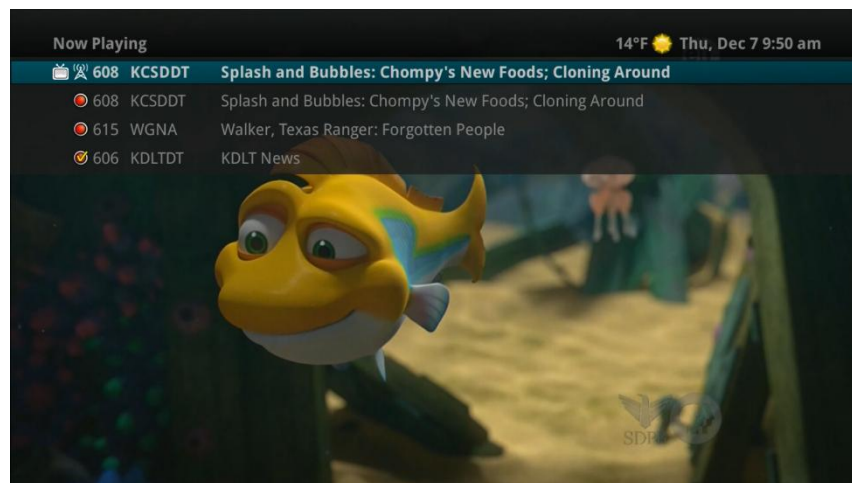 Now Playing 14°F Thu, Dec 7 9:50 am
608 KCSDDT Splash and Bubbles: Chompy's New Foods; Cloning Around
608 KCSDDT Splash and Bubbles: Chompy's New Foods; Cloning Around
615 WGNA Walker, Texas Ranger: Forgotten People
606 KDLTDT KDLT News